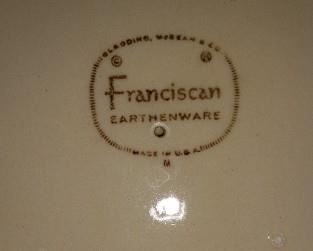 GLADDING, McBEAN & CO.
© ®
Franciscan
EARTHENWARE
MADE IN U.S.A.
M